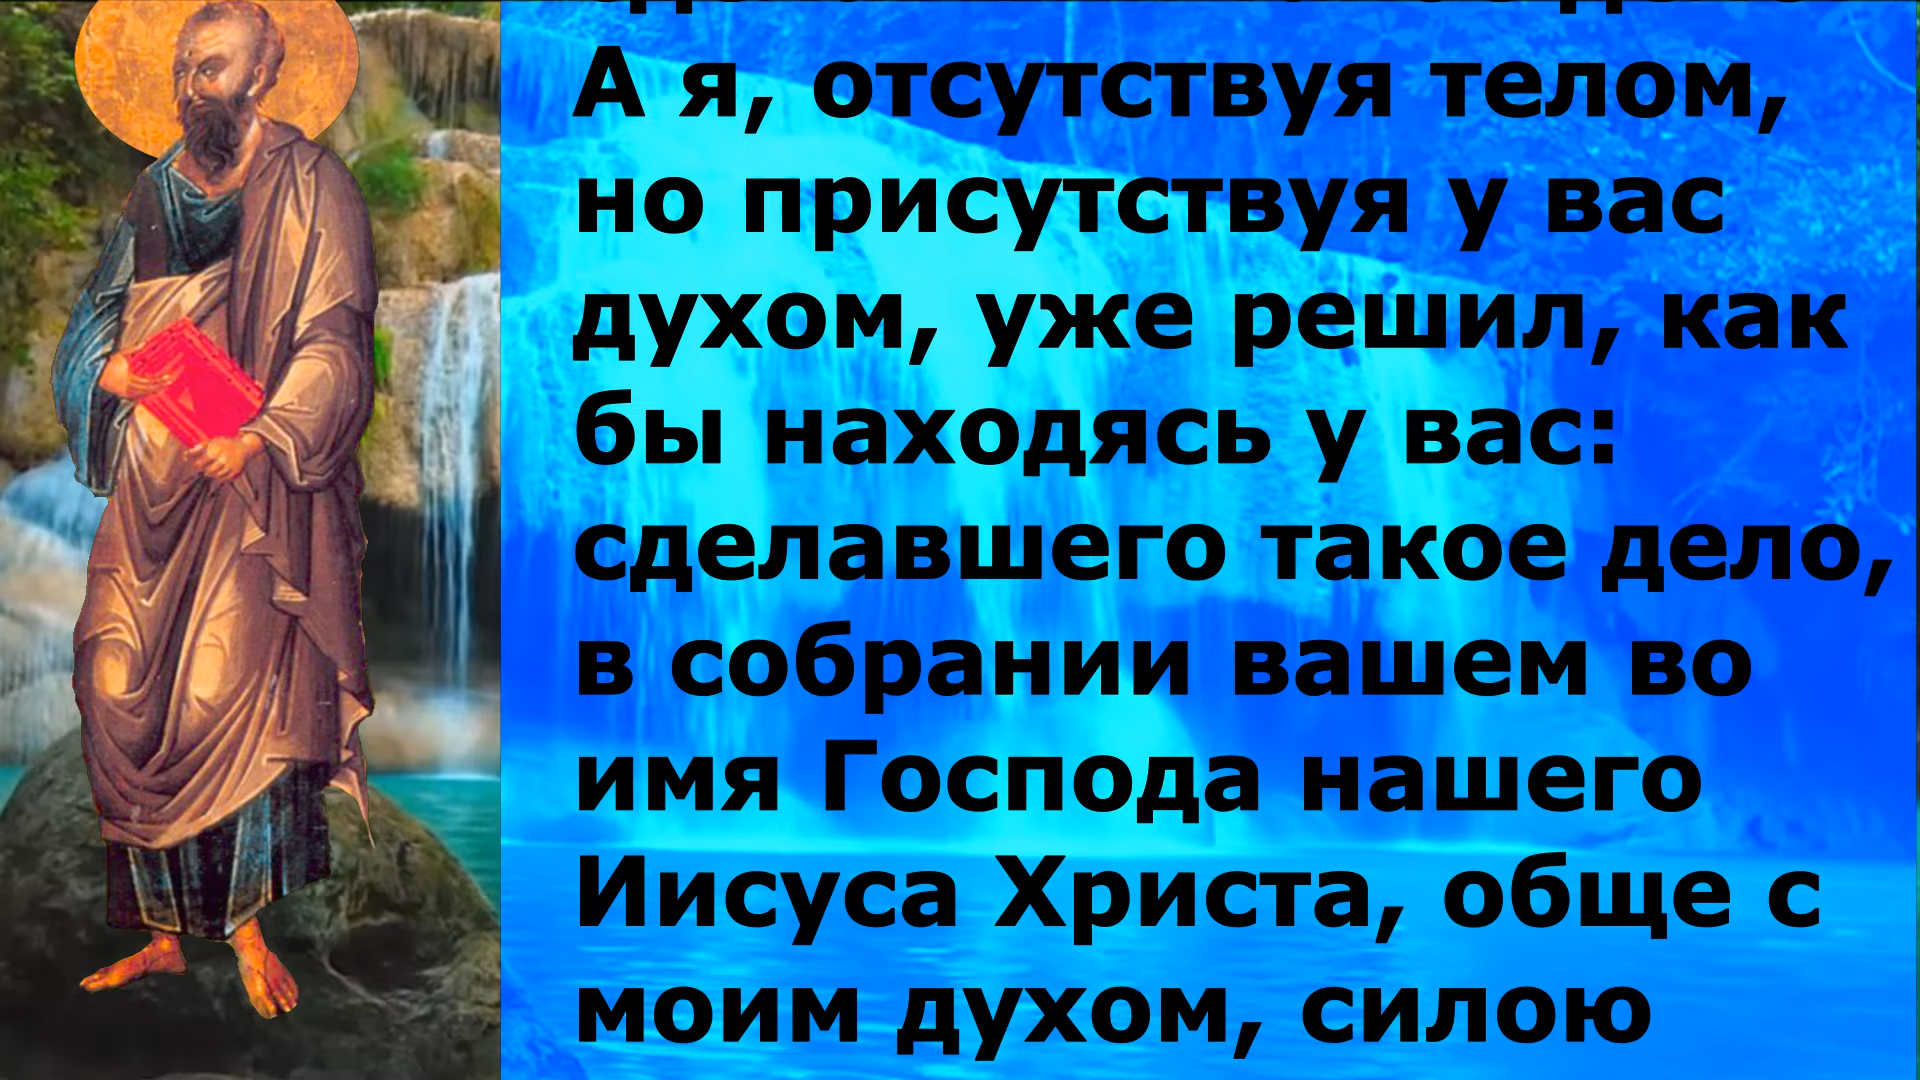 А я, отсутствуя телом,
но присутствуя у вас
духом, уже решил, как
бы находясь у вас:
сделавшего такое дело,
в собрании вашем во
имя Господа нашего
Иисуса Христа, обще с
моим духом, силою